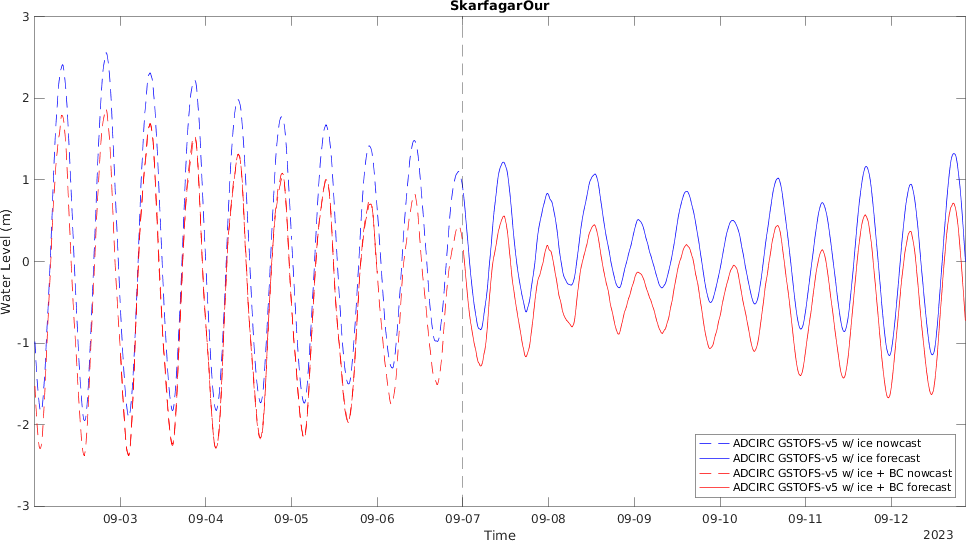 SkarfagarOur
3
2
1
0
-1
-2
-3
Water Level (m)
ADCIRC GSTOFS-v5 w/ ice nowcast
ADCIRC GSTOFS-v5 w/ ice forecast
ADCIRC GSTOFS-v5 w/ ice + BC nowcast
ADCIRC GSTOFS-v5 w/ ice + BC forecast
09-03 09-04 09-05 09-06 09-07 09-08 09-09 09-10 09-11 09-12
Time
2023